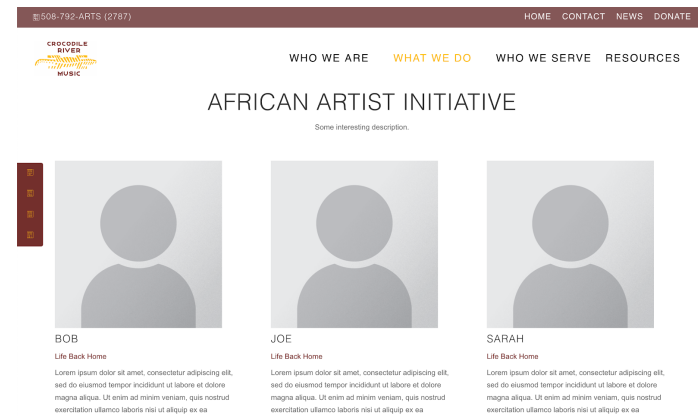 508-792-ARTS (2787)
HOME CONTACT NEWS DONATE
CROCODILE
RIVER
MUSIC
WHO WE ARE WHAT WE DO WHO WE SERVE RESOURCES
AFRICAN ARTIST INITIATIVE
Some interesting description.
BOB
Life Back Home
Lorem ipsum dolor sit amet, consectetur adipiscing elit,
sed do eiusmod tempor incididunt ut labore et dolore
magna aliqua. Ut enim ad minim veniam, quis nostrud
exercitation ullamco laboris nisi ut aliquip ex ea
JOE
Life Back Home
Lorem ipsum dolor sit amet, consectetur adipiscing elit,
sed do eiusmod tempor incididunt ut labore et dolore
magna aliqua. Ut enim ad minim veniam, quis nostrud
exercitation ullamco laboris nisi ut aliquip ex ea
SARAH
Life Back Home
Lorem ipsum dolor sit amet, consectetur adipiscing elit,
sed do eiusmod tempor incididunt ut labore et dolore
magna aliqua. Ut enim ad minim veniam, quis nostrud
exercitation ullamco laboris nisi ut aliquip ex ea